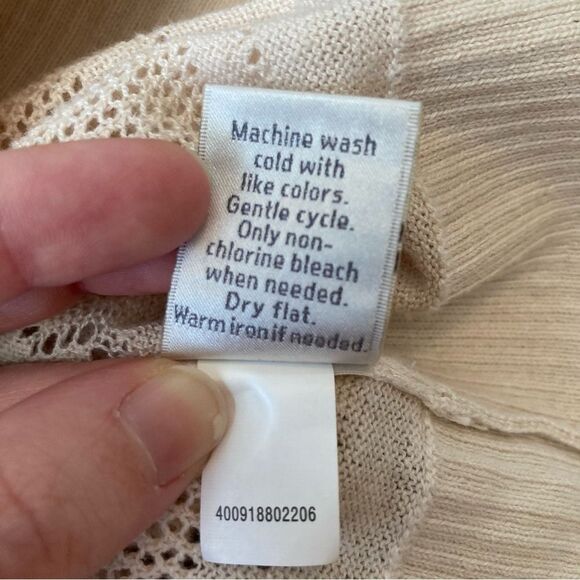 Machine wash
cold with
like colors.
Gentle cycle.
Only non-
chlorine bleach
when needed.
Dry flat.
Warm iron if needed.
400918802206